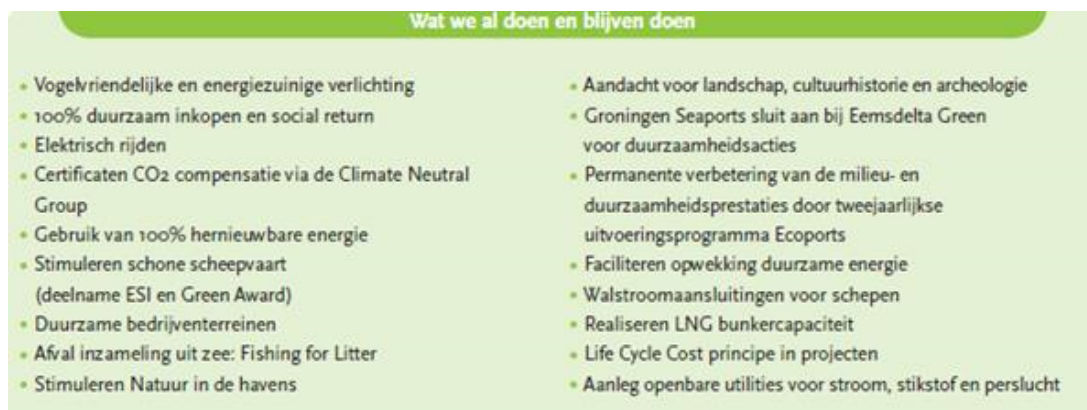 Wat we al doen en blijven doen
• Vogelvriendelijke en energiezuinige verlichting
• 100% duurzaam inkopen en social return
• Elektrisch rijden
• Certificaten CO2 compensatie via de Climate Neutral
Group
• Gebruik van 100% hernieuwbare energie
• Stimuleren schone scheepvaart
(deelname ESI en Green Award)
• Duurzame bedrijventerreinen
• Afval inzameling uit zee: Fishing for Litter
• Stimuleren Natuur in de havens
• Aandacht voor landschap, cultuurhistorie en archeologie
• Groningen Seaports sluit aan bij Eemsdelta Green
voor duurzaamheidsacties
• Permanente verbetering van de milieu- en
duurzaamheidsprestaties door tweejaarlijkse
uitvoeringsprogramma Ecoports
• Faciliteren opwekking duurzame energie
• Walstroomaansluitingen voor schepen
• Realiseren LNG bunkercapaciteit
• Life Cycle Cost principe in projecten
• Aanleg openbare utilities voor stroom, stikstof en perslucht